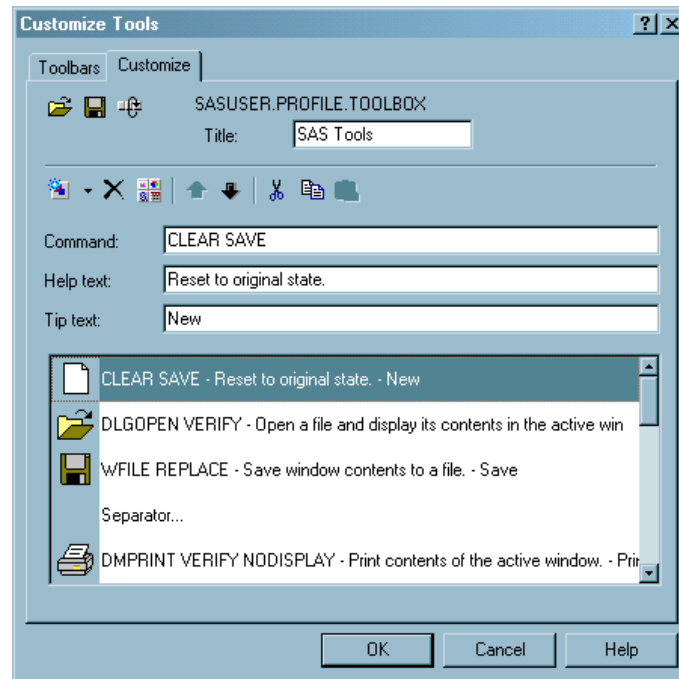 Customize Tools
Toolbars Customize
SASUSER.PROFILE.TOOLBOX
Title: SAS Tools
Command: CLEAR SAVE
Help text: Reset to original state.
Tip text: New
CLEAR SAVE - Reset to original state. - New
DLGOPEN VERIFY - Open a file and display its contents in the active win
WFILE REPLACE - Save window contents to a file. - Save
Separator...
DMPRINT VERIFY NODISPLAY - Print contents of the active window. - Prin
OK Cancel Help